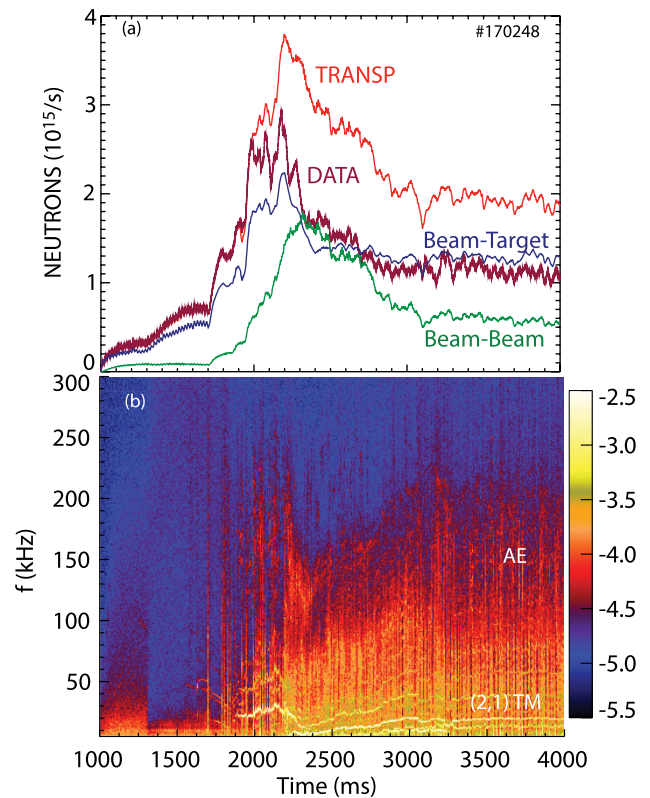 (a)
#170248
4
3
2
1
0
NEUTRONS (10¹⁵/s)
TRANSP
DATA
Beam-Target
Beam-Beam
(b)
300
250
200
150
100
50
f (kHz)
AE
(2,1) TM
-2.5
-3.0
-3.5
-4.0
-4.5
-5.0
-5.5
1000 1500 2000 2500 3000 3500 4000
Time (ms)